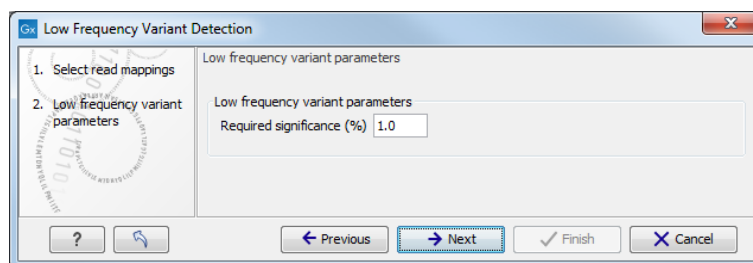 Gx Low Frequency Variant Detection
X
1. Select read mappings
2. Low frequency variant
parameters
Low frequency variant parameters
Low frequency variant parameters
Required significance (%) 1.0
?
Previous
Next
Finish
Cancel